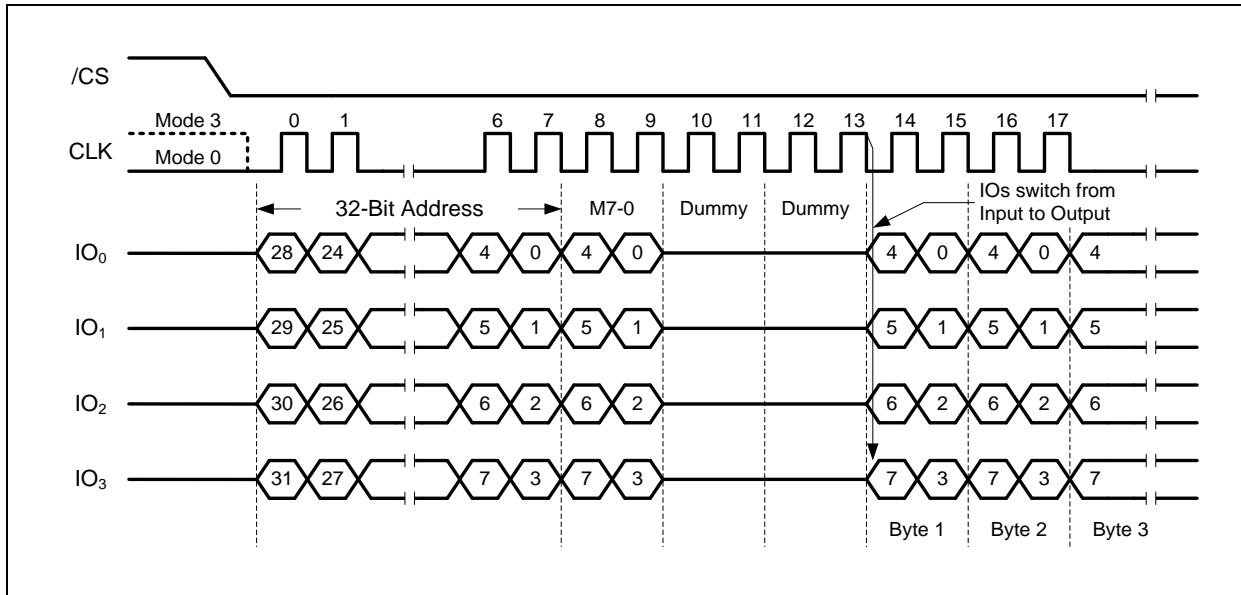 /CS
Mode 3
0 1 6 7 8 9 10 11 12 13 14 15 16 17
CLK
Mode 0
IOs switch from
Input to Output
32-Bit Address M7-0 Dummy Dummy
IO₀ 28 24 4 0 4 0 4 0 4 0 4
IO₁ 29 25 5 1 5 1 5 1 5 1 5
IO₂ 30 26 6 2 6 2 6 2 6 2 6
IO₃ 31 27 7 3 7 3 7 3 7 3 7
Byte 1 Byte 2 Byte 3